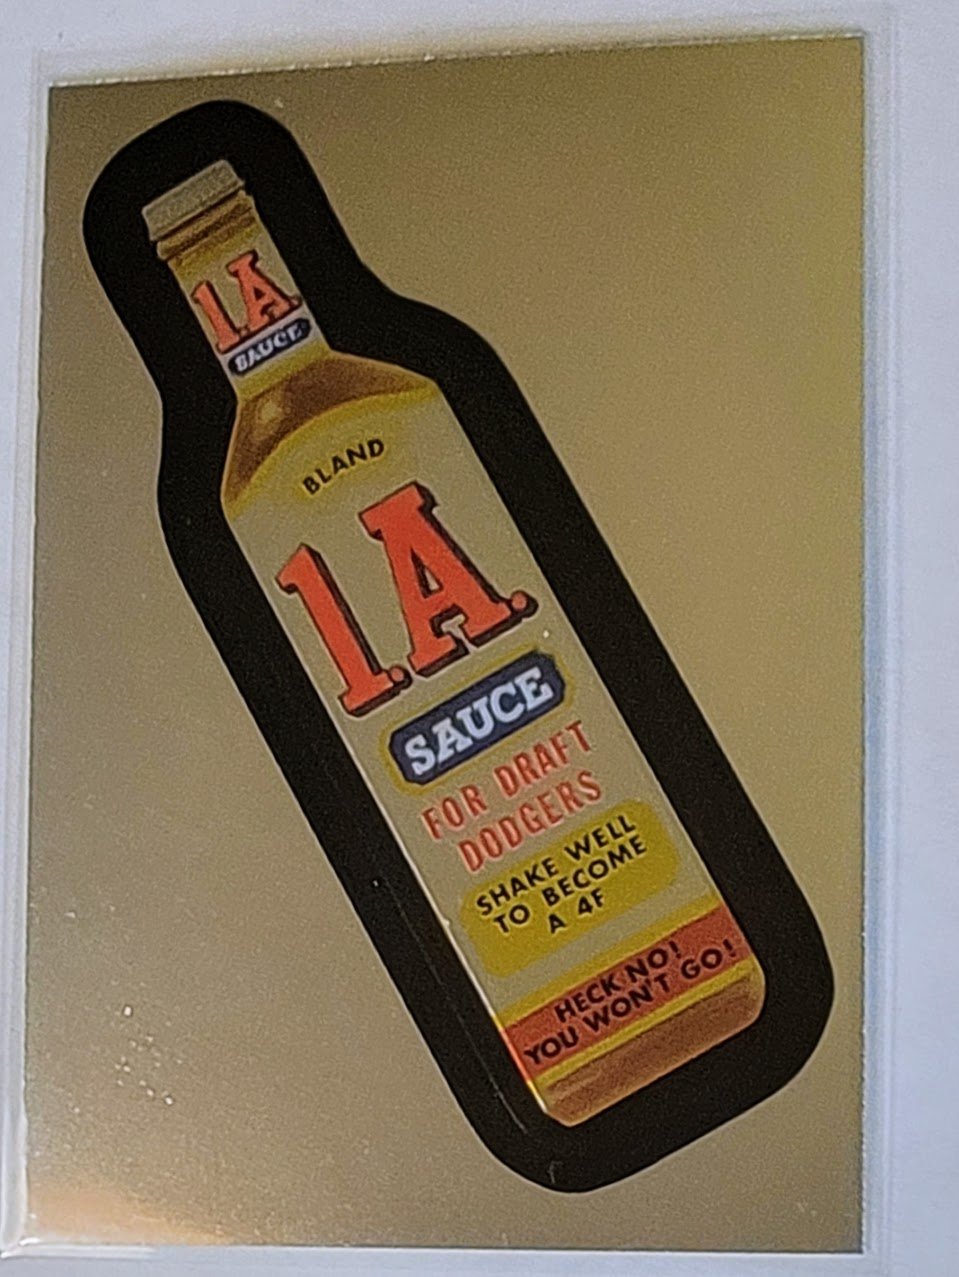 1.A.
SAUCE
BLAND
1.A.
SAUCE
FOR DRAFT
DODGERS
SHAKE WELL
TO BECOME
A 4F
HECK NO!
YOU WON'T GO!